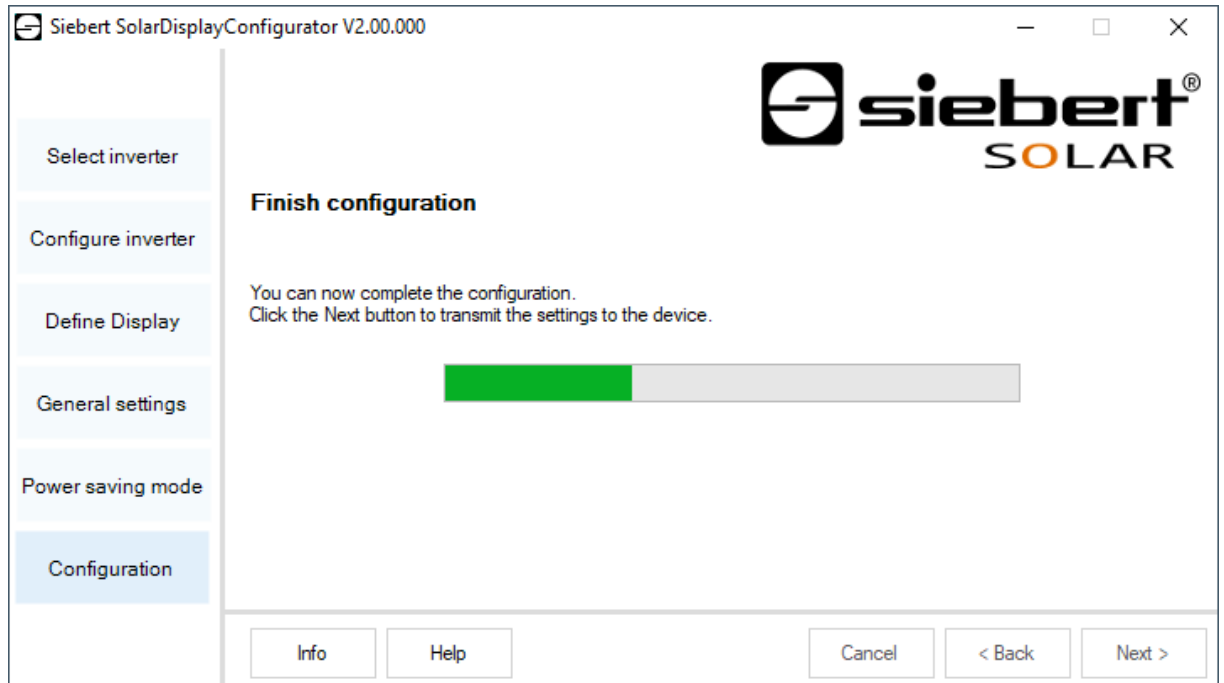 Siebert SolarDisplayConfigurator V2.00.000
siebert®
SOLAR
Select inverter
Configure inverter
Define Display
General settings
Power saving mode
Configuration
Finish configuration
You can now complete the configuration.
Click the Next button to transmit the settings to the device.
Info
Help
Cancel
< Back
Next >